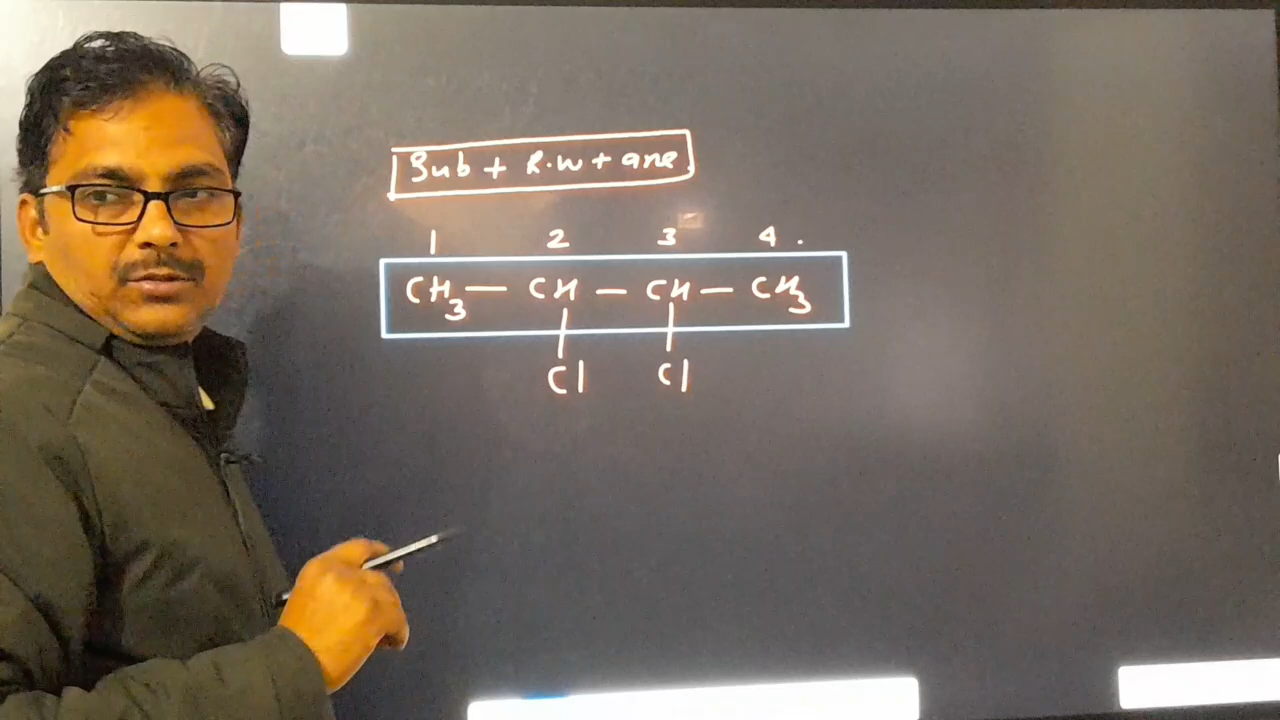 Sub + R.W + ane
1 2 3 4.
CH3 — CH — CH — CH3
Cl Cl